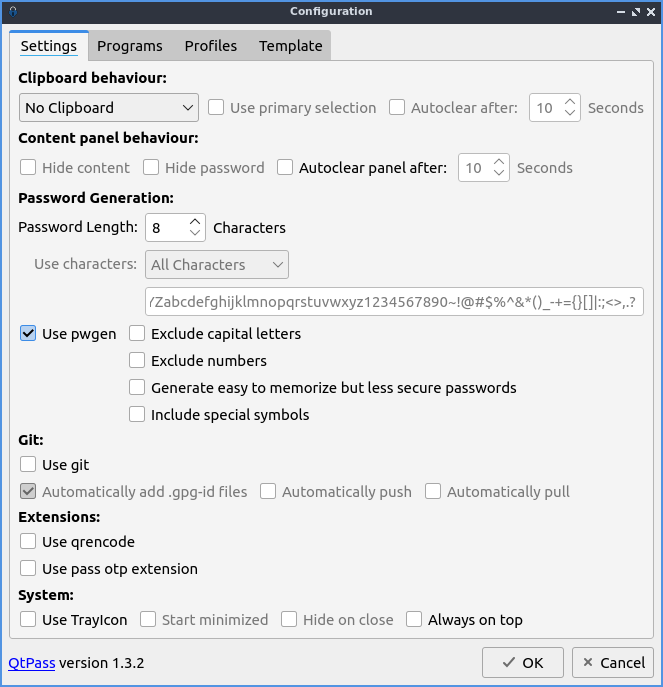 Configuration
Settings Programs Profiles Template
Clipboard behaviour:
No Clipboard Use primary selection Autoclear after: 10 Seconds
Content panel behaviour:
Hide content Hide password Autoclear panel after: 10 Seconds
Password Generation:
Password Length: 8 Characters
Use characters: All Characters
YZabcdefghijklmnopqrstuvwxyz1234567890~!@#$%^&*()_-+={}[]|:;<>,.?
Use pwgen Exclude capital letters
Exclude numbers
Generate easy to memorize but less secure passwords
Include special symbols
Git:
Use git
Automatically add .gpg-id files Automatically push Automatically pull
Extensions:
Use qrencode
Use pass otp extension
System:
Use TrayIcon Start minimized Hide on close Always on top
QtPass version 1.3.2 OK Cancel